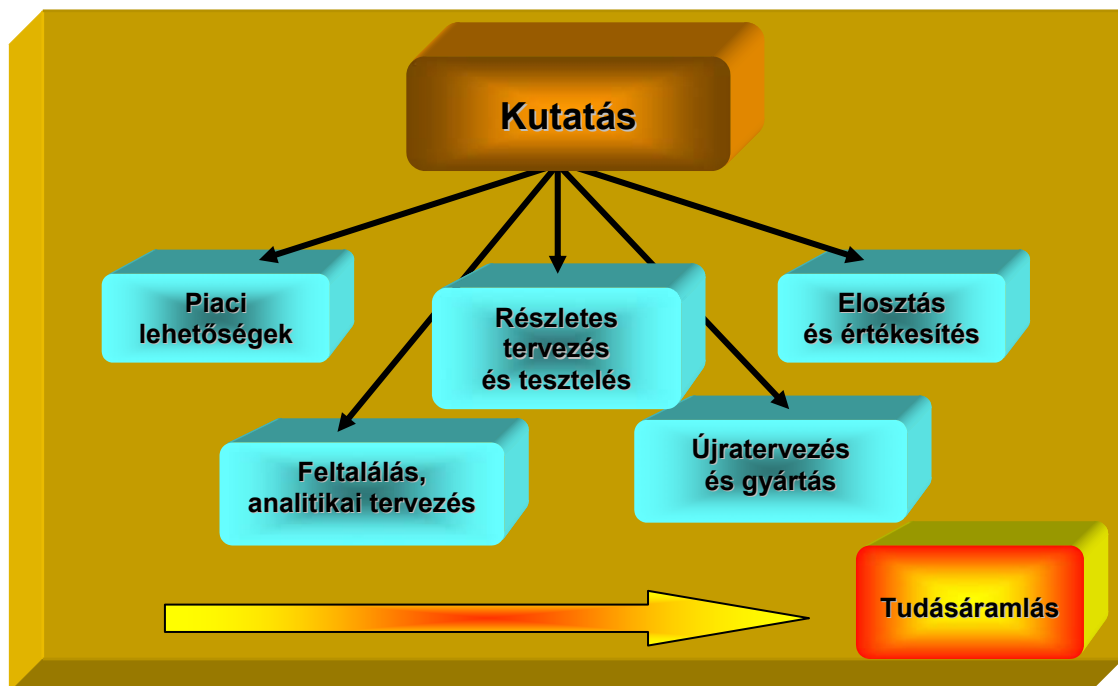 Kutatás
Piaci
lehetőségek
Részletes
tervezés
és tesztelés
Elosztás
és értékesítés
Feltalálás,
analitikai tervezés
Újratervezés
és gyártás
Tudásáramlás